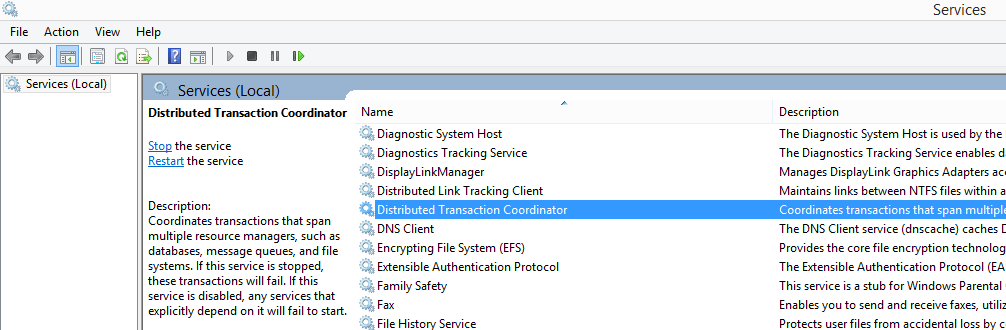 Services
File Action View Help
Services (Local)
Services (Local)
Distributed Transaction Coordinator
Stop the service
Restart the service
Description:
Coordinates transactions that span
multiple resource managers, such as
databases, message queues, and file
systems. If this service is stopped,
these transactions will fail. If this
service is disabled, any services that
explicitly depend on it will fail to start.
Name Description
Diagnostic System Host The Diagnostic System Host is used by the
Diagnostics Tracking Service The Diagnostics Tracking Service enables d
DisplayLinkManager Manages DisplayLink Graphics Adapters acc
Distributed Link Tracking Client Maintains links between NTFS files within a
Distributed Transaction Coordinator Coordinates transactions that span multiple
DNS Client The DNS Client service (dnscache) caches D
Encrypting File System (EFS) Provides the core file encryption technolog
Extensible Authentication Protocol The Extensible Authentication Protocol (EA
Family Safety This service is a stub for Windows Parental
Fax Enables you to send and receive faxes, utiliz
File History Service Protects user files from accidental loss by c